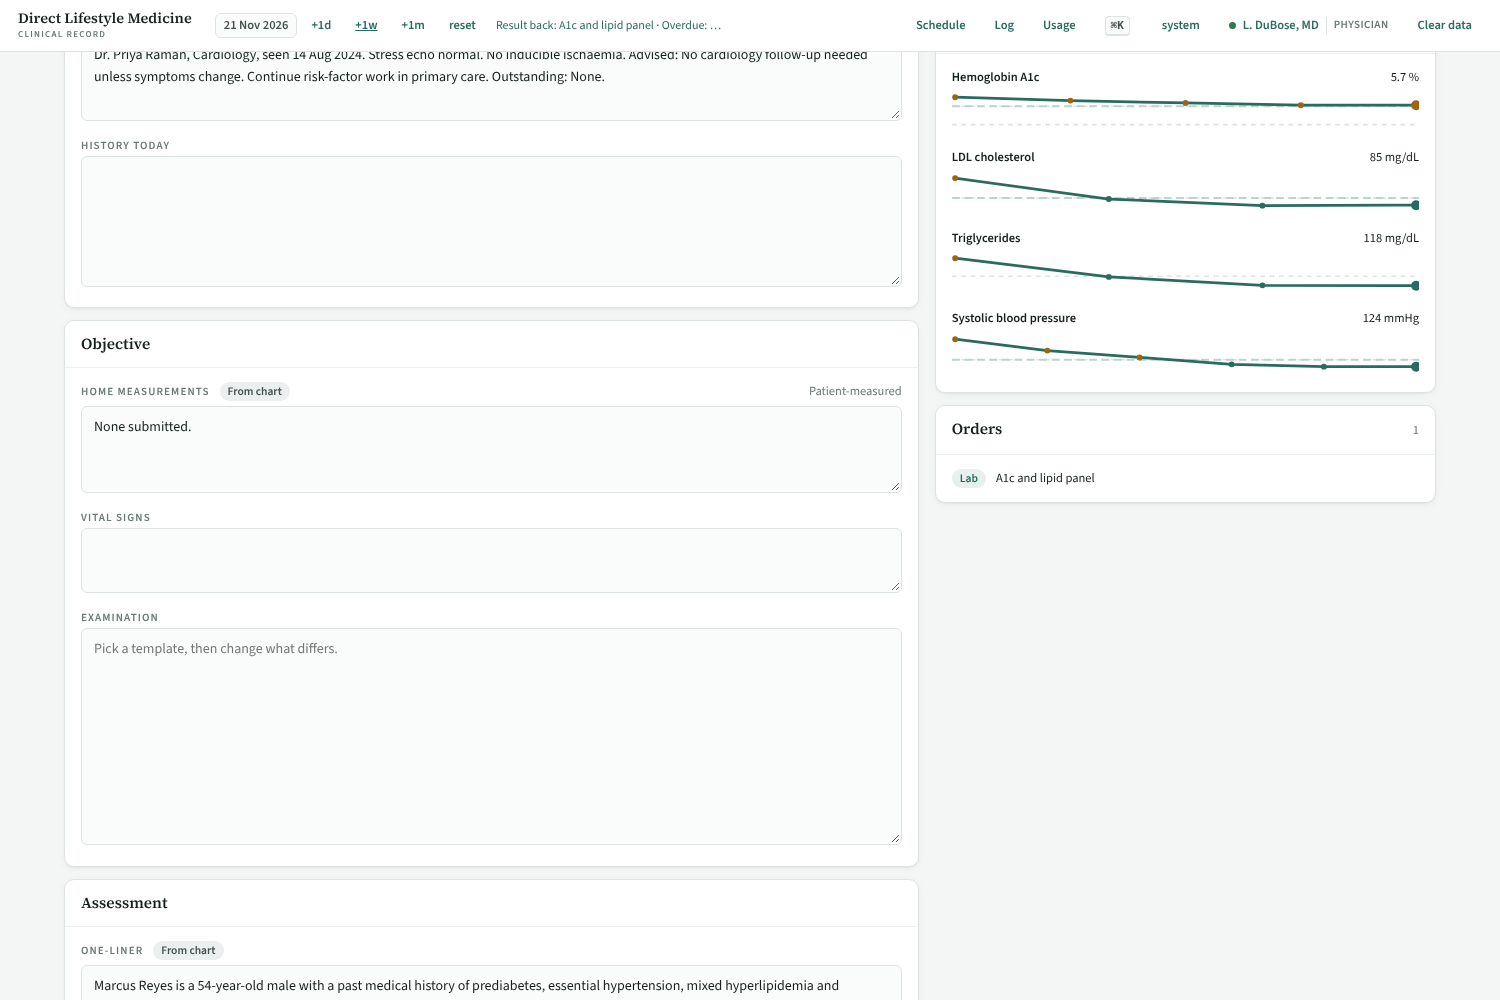 Direct Lifestyle Medicine
CLINICAL RECORD
21 Nov 2026 +1d +1w +1m reset Result back: A1c and lipid panel · Overdue: …
Schedule Log Usage ⌘K system L. DuBose, MD PHYSICIAN Clear data
Dr. Priya Raman, Cardiology, seen 14 Aug 2024. Stress echo normal. No inducible ischaemia. Advised: No cardiology follow-up needed
unless symptoms change. Continue risk-factor work in primary care. Outstanding: None.
HISTORY TODAY
Objective
HOME MEASUREMENTS From chart Patient-measured
None submitted.
VITAL SIGNS
EXAMINATION
Pick a template, then change what differs.
Assessment
ONE-LINER From chart
Marcus Reyes is a 54-year-old male with a past medical history of prediabetes, essential hypertension, mixed hyperlipidemia and
Hemoglobin A1c 5.7 %
LDL cholesterol 85 mg/dL
Triglycerides 118 mg/dL
Systolic blood pressure 124 mmHg
Orders 1
Lab A1c and lipid panel